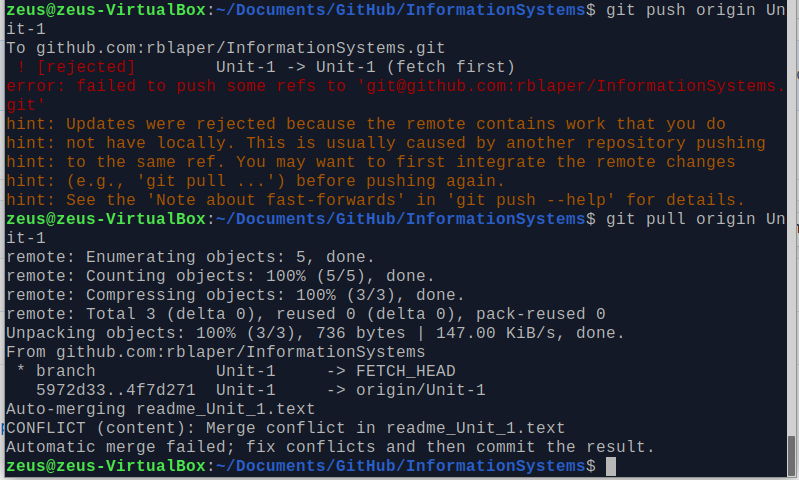 zeus@zeus-VirtualBox:~/Documents/GitHub/InformationSystems$ git push origin Un
it-1
To github.com:rblaper/InformationSystems.git
 ! [rejected]        Unit-1 -> Unit-1 (fetch first)
error: failed to push some refs to 'git@github.com:rblaper/InformationSystems.
git'
hint: Updates were rejected because the remote contains work that you do
hint: not have locally. This is usually caused by another repository pushing
hint: to the same ref. You may want to first integrate the remote changes
hint: (e.g., 'git pull ...') before pushing again.
hint: See the 'Note about fast-forwards' in 'git push --help' for details.
zeus@zeus-VirtualBox:~/Documents/GitHub/InformationSystems$ git pull origin Un
it-1
remote: Enumerating objects: 5, done.
remote: Counting objects: 100% (5/5), done.
remote: Compressing objects: 100% (3/3), done.
remote: Total 3 (delta 0), reused 0 (delta 0), pack-reused 0
Unpacking objects: 100% (3/3), 736 bytes | 147.00 KiB/s, done.
From github.com:rblaper/InformationSystems
 * branch            Unit-1     -> FETCH_HEAD
   5972d33..4f7d271  Unit-1     -> origin/Unit-1
Auto-merging readme_Unit_1.text
CONFLICT (content): Merge conflict in readme_Unit_1.text
Automatic merge failed; fix conflicts and then commit the result.
zeus@zeus-VirtualBox:~/Documents/GitHub/InformationSystems$